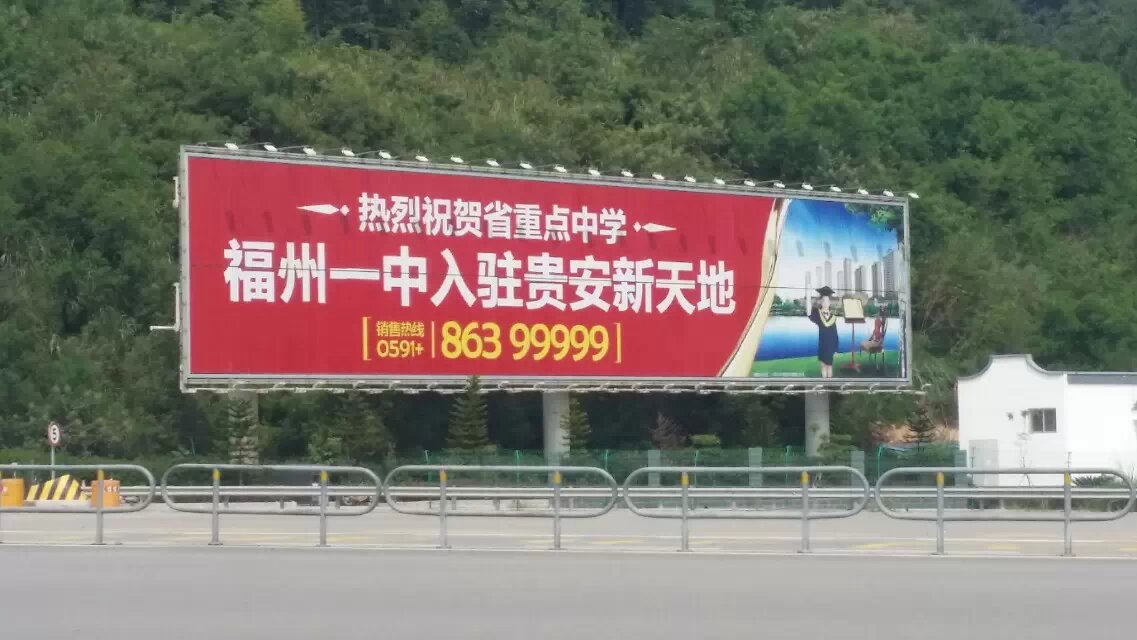 热烈祝贺省重点中学
福州一中入驻贵安新天地
销售热线
0591+
863 99999
5